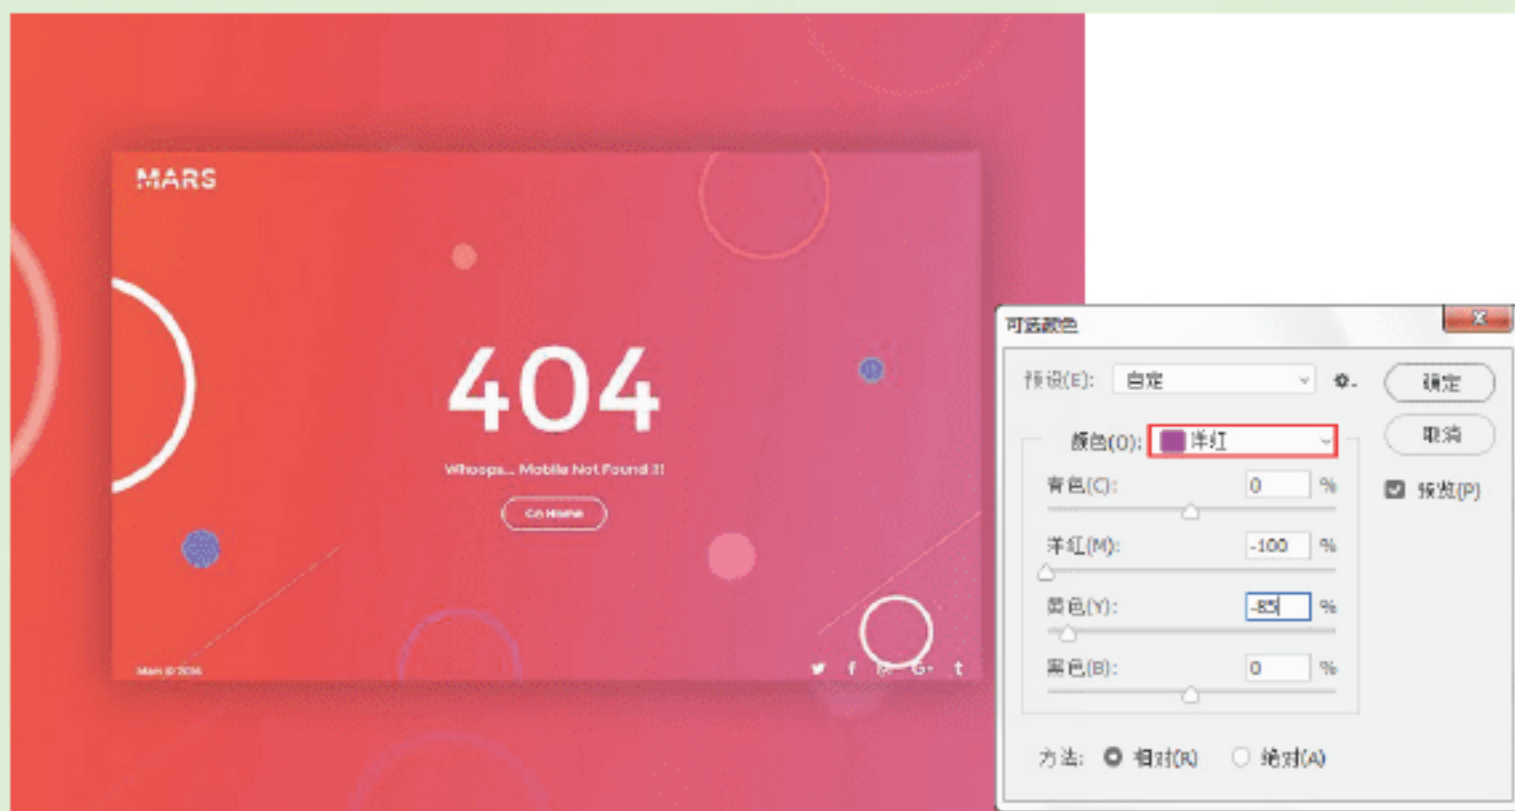 MARS
404
Whoops... Mobile Not Found !!!
Go Home
Mars © 2016
可选颜色
预设(E): 自定
确定
颜色(O): 洋红
取消
青色(C): 0 %
预览(P)
洋红(M): -100 %
黄色(Y): -85 %
黑色(B): 0 %
方法: 相对(R) 绝对(A)